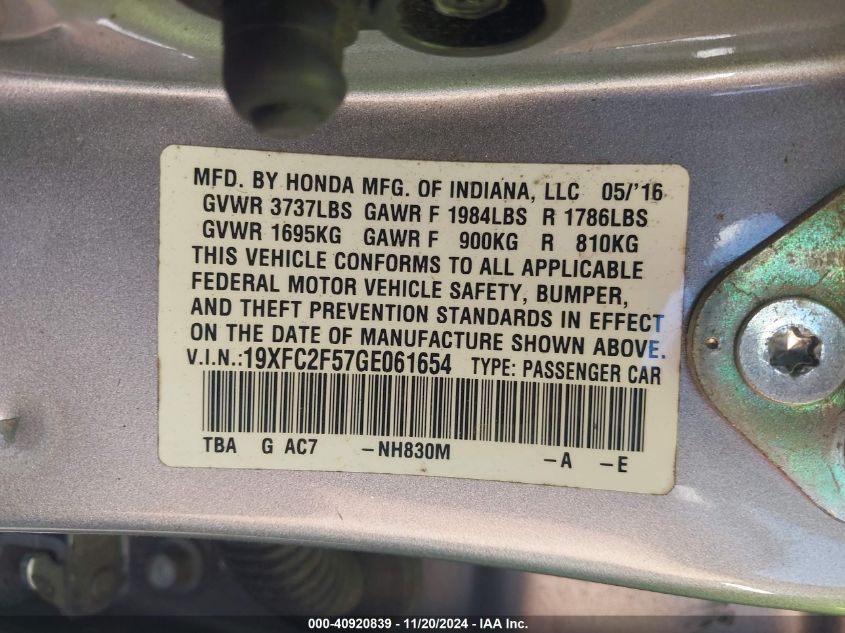 MFD. BY HONDA MFG. OF INDIANA, LLC 05/'16
GVWR 3737LBS GAWR F 1984LBS R 1786LBS
GVWR 1695KG GAWR F 900KG R 810KG
THIS VEHICLE CONFORMS TO ALL APPLICABLE
FEDERAL MOTOR VEHICLE SAFETY, BUMPER,
AND THEFT PREVENTION STANDARDS IN EFFECT
ON THE DATE OF MANUFACTURE SHOWN ABOVE.
V.I.N.:19XFC2F57GE061654 TYPE: PASSENGER CAR
TBA G AC7 -NH830M -A -E
000-40920839 - 11/20/2024 - IAA Inc.